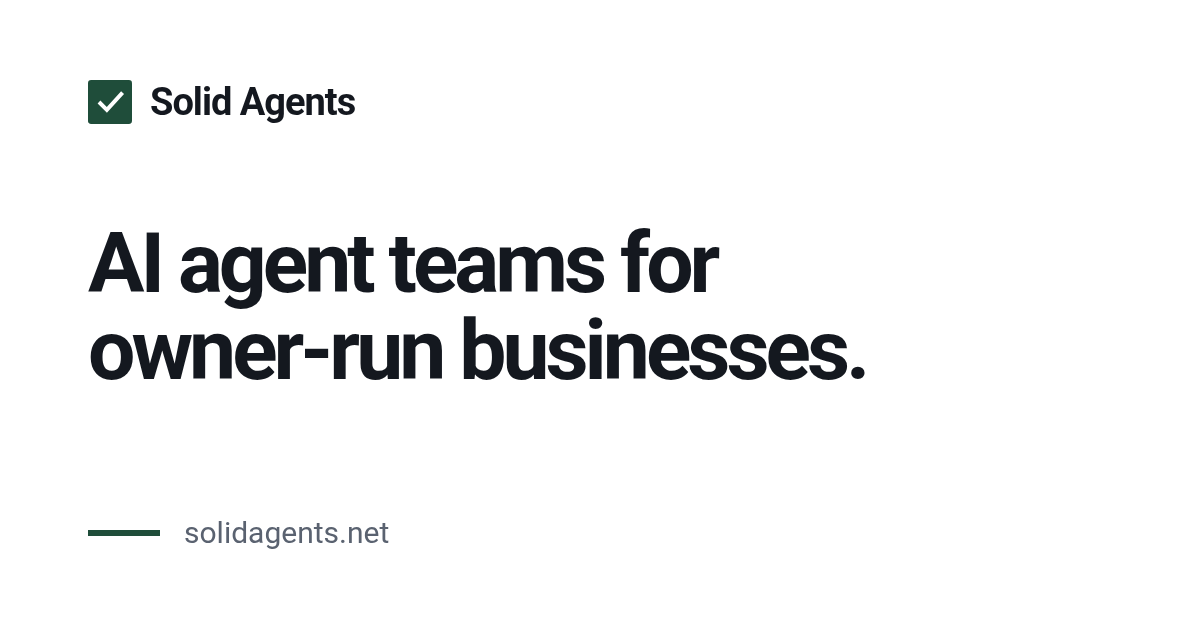 Solid Agents
AI agent teams for
owner-run businesses.
solidagents.net